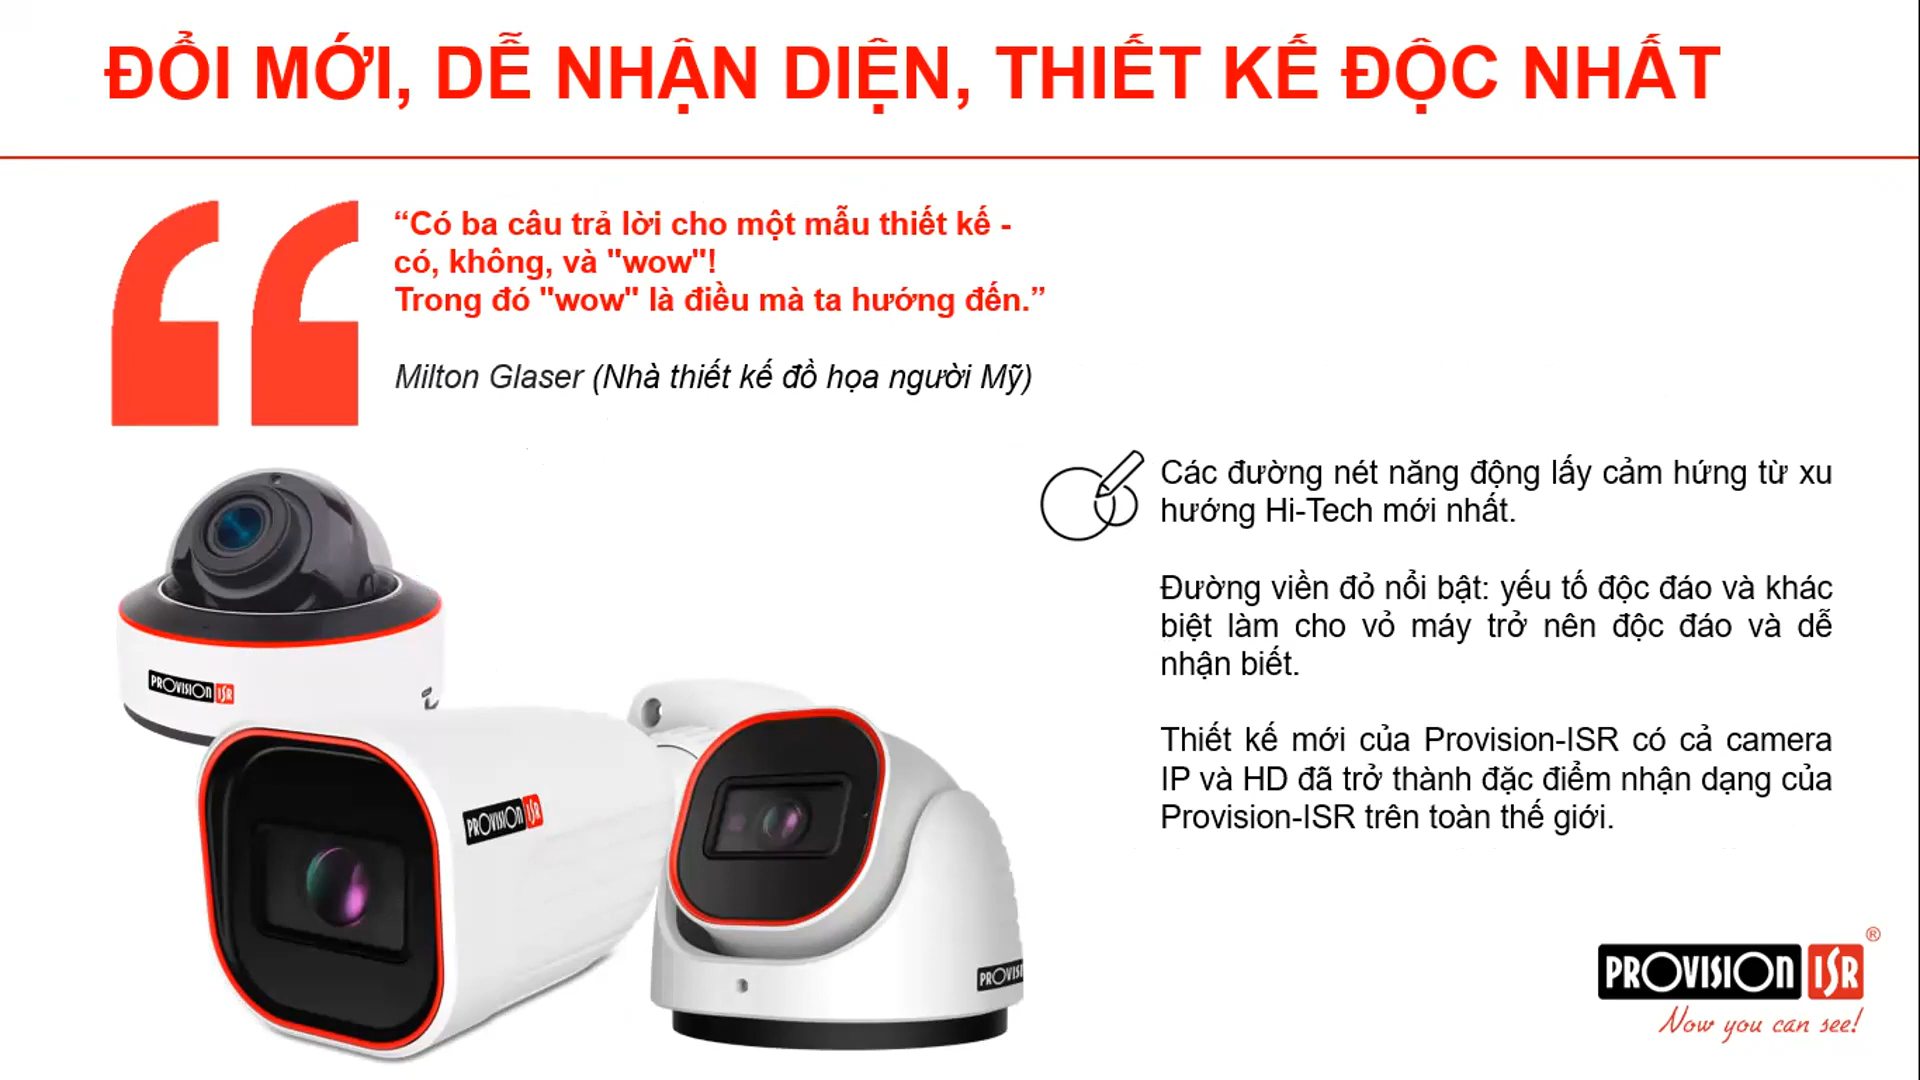 ĐỔI MỚI, DỄ NHẬN DIỆN, THIẾT KẾ ĐỘC NHẤT
“Có ba câu trả lời cho một mẫu thiết kế -
có, không, và "wow"!
Trong đó "wow" là điều mà ta hướng đến.”
Milton Glaser (Nhà thiết kế đồ họa người Mỹ)
Các đường nét năng động lấy cảm hứng từ xu
hướng Hi-Tech mới nhất.
Đường viền đỏ nổi bật: yếu tố độc đáo và khác
biệt làm cho vỏ máy trở nên độc đáo và dễ
nhận biết.
Thiết kế mới của Provision-ISR có cả camera
IP và HD đã trở thành đặc điểm nhận dạng của
Provision-ISR trên toàn thế giới.
PROVISION ISR
PROVISION ISR
PROVISI
PROVISION ISR ®
Now you can see!